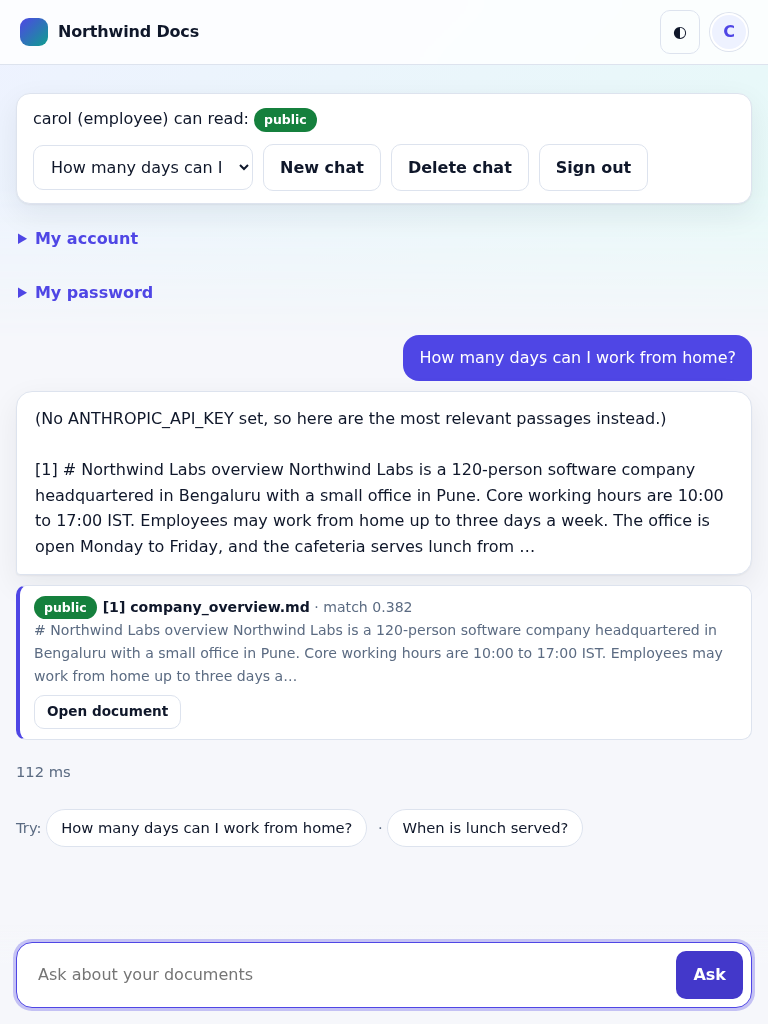 Northwind Docs
C
carol (employee) can read: public
How many days can I
New chat
Delete chat
Sign out
My account
My password
How many days can I work from home?
(No ANTHROPIC_API_KEY set, so here are the most relevant passages instead.)
[1] # Northwind Labs overview Northwind Labs is a 120-person software company
headquartered in Bengaluru with a small office in Pune. Core working hours are 10:00
to 17:00 IST. Employees may work from home up to three days a week. The office is
open Monday to Friday, and the cafeteria serves lunch from …
public [1] company_overview.md · match 0.382
# Northwind Labs overview Northwind Labs is a 120-person software company headquartered in
Bengaluru with a small office in Pune. Core working hours are 10:00 to 17:00 IST. Employees may
work from home up to three days a…
Open document
112 ms
Try: How many days can I work from home? · When is lunch served?
Ask about your documents
Ask